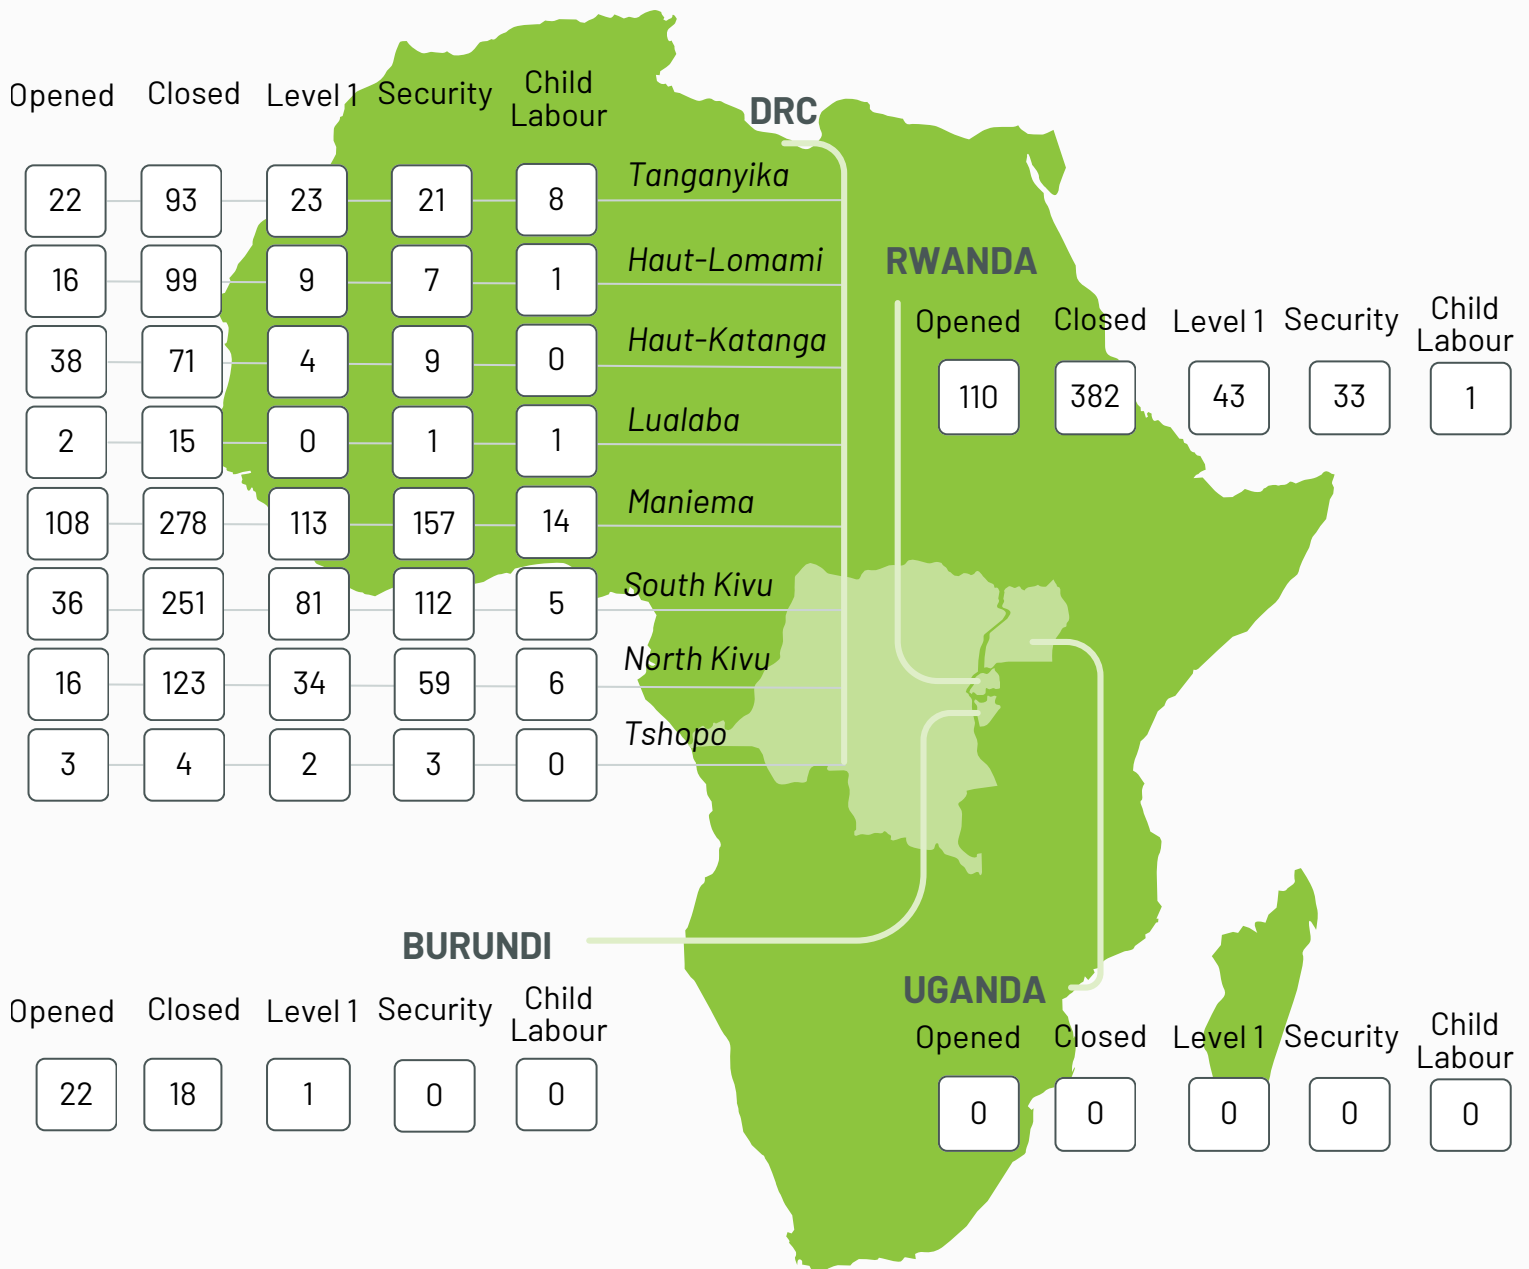 DRC
Opened Closed Level 1 Security Child Labour
22 93 23 21 8 Tanganyika
16 99 9 7 1 Haut-Lomami
38 71 4 9 0 Haut-Katanga
2 15 0 1 1 Lualaba
108 278 113 157 14 Maniema
36 251 81 112 5 South Kivu
16 123 34 59 6 North Kivu
3 4 2 3 0 Tshopo
RWANDA
Opened Closed Level 1 Security Child Labour
110 382 43 33 1
BURUNDI
Opened Closed Level 1 Security Child Labour
22 18 1 0 0
UGANDA
Opened Closed Level 1 Security Child Labour
0 0 0 0 0